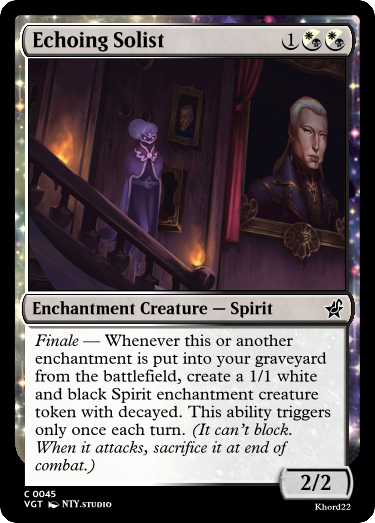 Echoing Solist 1
Enchantment Creature — Spirit
Finale — Whenever this or another
enchantment is put into your graveyard
from the battlefield, create a 1/1 white
and black Spirit enchantment creature
token with decayed. This ability triggers
only once each turn. (It can't block.
When it attacks, sacrifice it at end of
combat.)
2/2
C 0045
VGT NTY.STUDIO
Khord22